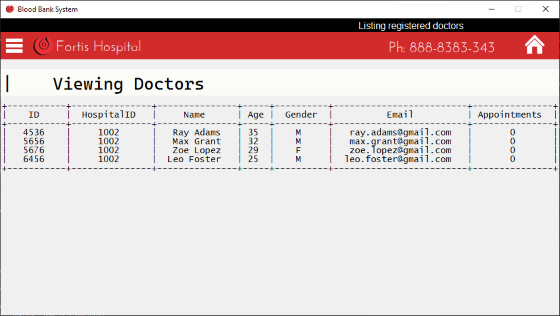 Blood Bank System
Listing registered doctors
Fortis Hospital Ph: 888-8383-343
| Viewing Doctors
+----------+---------------+--------------+-----+----------+------------------------+---------------+
| ID | HospitalID | Name | Age | Gender | Email | Appointments |
+----------+---------------+--------------+-----+----------+------------------------+---------------+
| 4536 | 1002 | Ray Adams | 35 | M | ray.adams@gmail.com | 0 |
| 5656 | 1002 | Max Grant | 32 | M | max.grant@gmail.com | 0 |
| 5676 | 1002 | Zoe Lopez | 29 | F | zoe.lopez@gmail.com | 0 |
| 6456 | 1002 | Leo Foster | 25 | M | leo.foster@gmail.com | 0 |
+----------+---------------+--------------+-----+----------+------------------------+---------------+